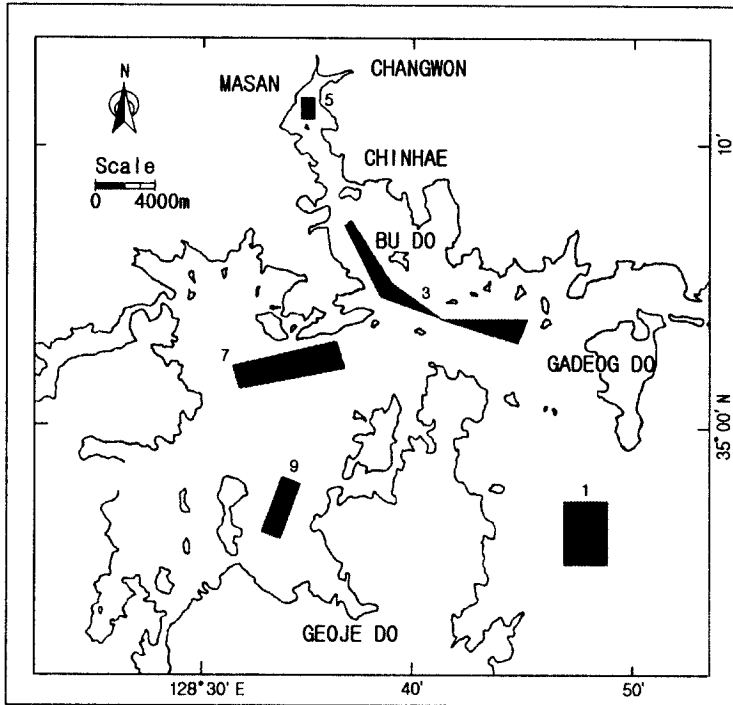 N
MASAN
CHANGWON
5
10'
CHINHAE
Scale
0 4000m
BU DO
3
7
GADEOG DO
35°00' N
9
1
GEOJE DO
128°30' E
40'
50'